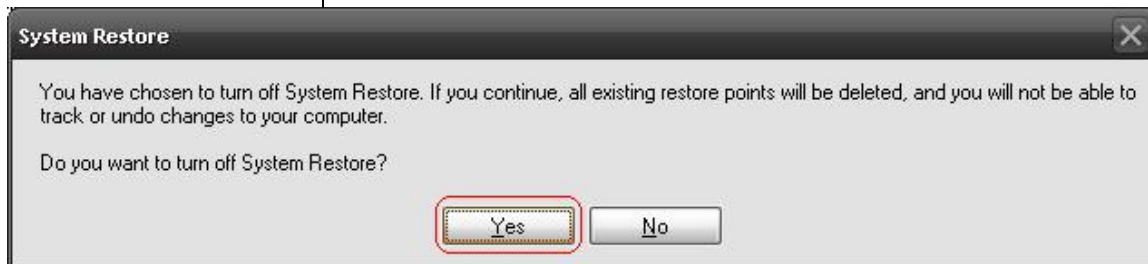 System Restore
You have chosen to turn off System Restore. If you continue, all existing restore points will be deleted, and you will not be able to
track or undo changes to your computer.
Do you want to turn off System Restore?
Yes
No